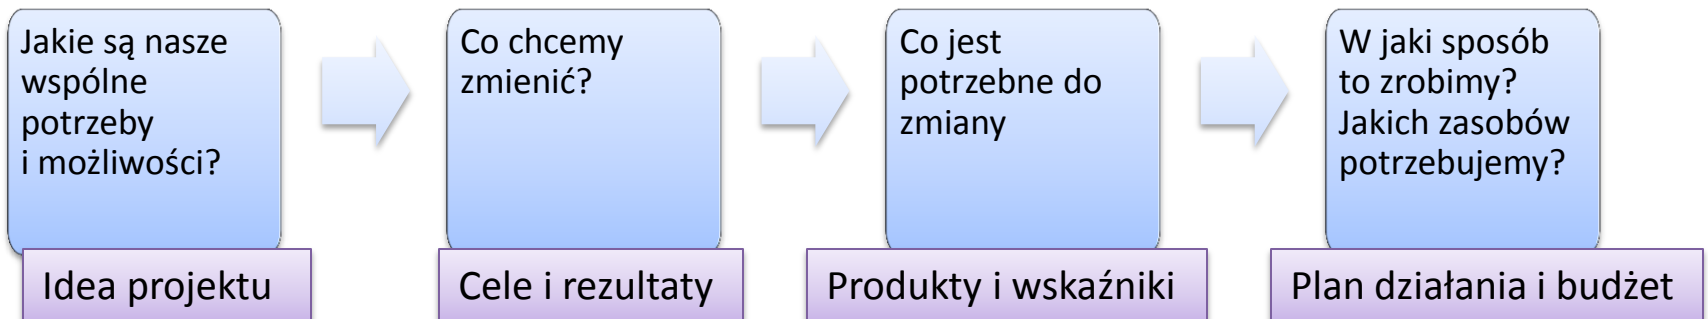 Jakie są nasze
wspólne
potrzeby
i możliwości?
Idea projektu
Co chcemy
zmienić?
Cele i rezultaty
Co jest
potrzebne do
zmiany
Produkty i wskaźniki
W jaki sposób
to zrobimy?
Jakich zasobów
potrzebujemy?
Plan działania i budżet